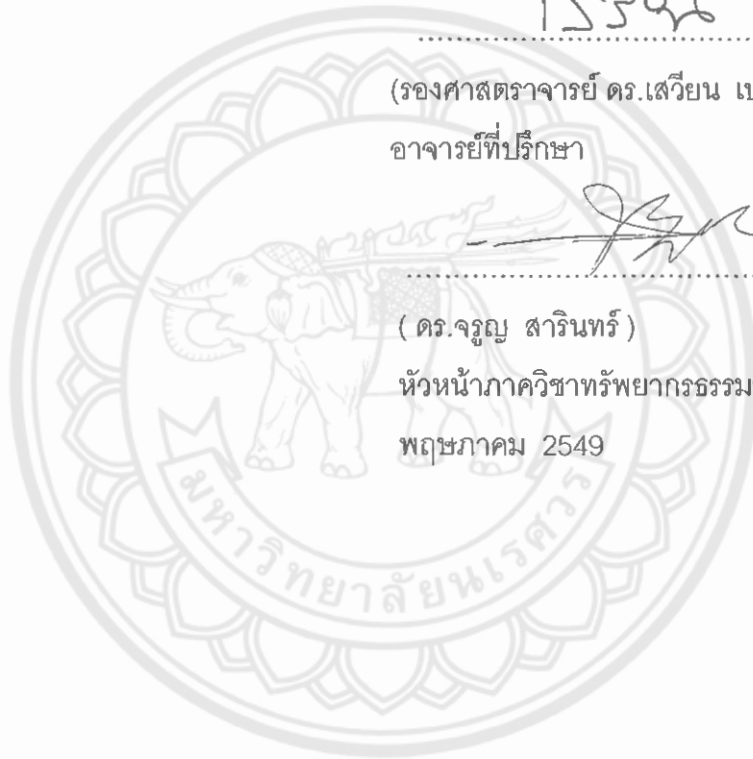 (รองศาสตราจารย์ ดร.เสวียน
อาจารย์ที่ปรึกษา
( ดร.จรูญ สารินทร์ )
หัวหน้าภาควิชาทรัพยากรธรรม
พฤษภาคม 2549
มหาวิทยาลัยนเรศวร